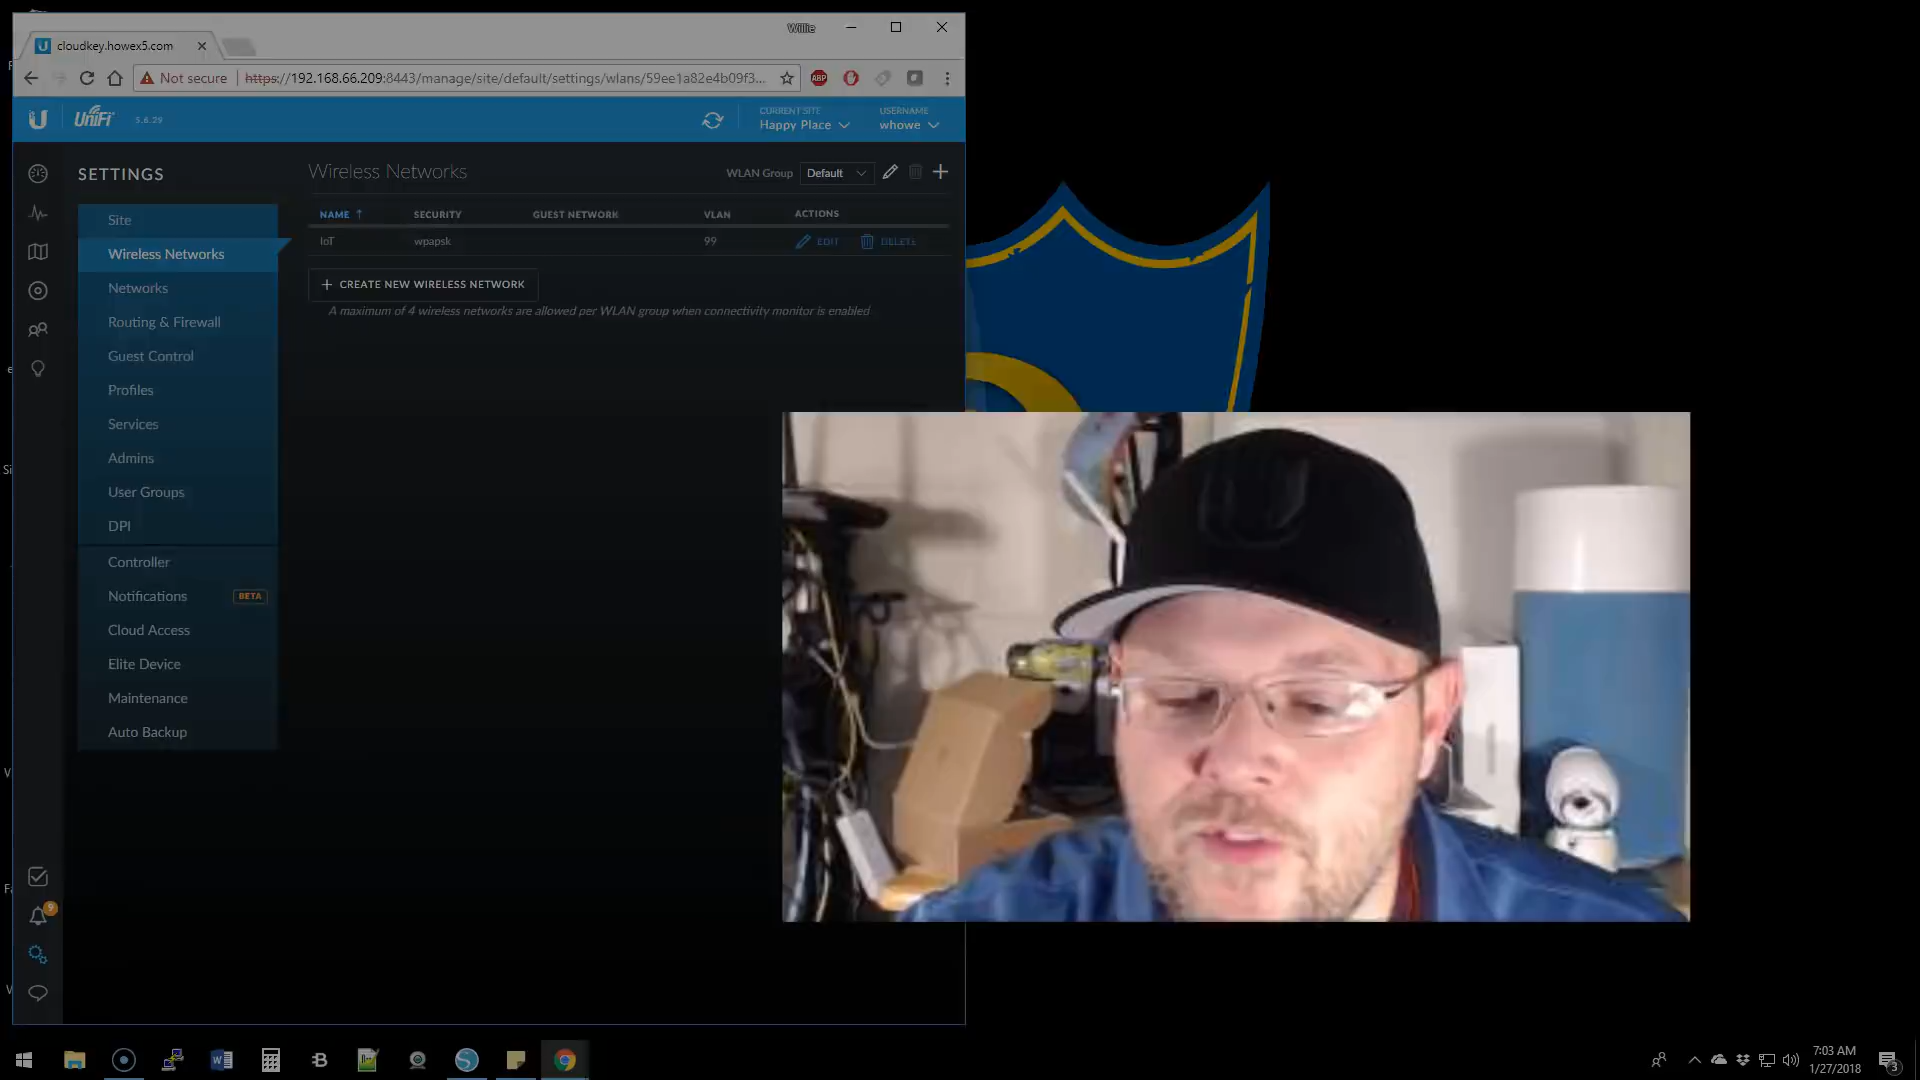 Willie
cloudkey.howex5.com
Not secure
https://192.168.66.209:8443/manage/site/default/settings/wlans/59ee1a82e4b09f3...
ABP
UniFi
5.6.29
CURRENT SITE
Happy Place
USERNAME
whowe
SETTINGS
Site
Wireless Networks
Networks
Routing & Firewall
Guest Control
Profiles
Services
Admins
User Groups
DPI
Controller
Notifications
BETA
Cloud Access
Elite Device
Maintenance
Auto Backup
9
Wireless Networks
WLAN Group
Default
NAME ↑
SECURITY
GUEST NETWORK
VLAN
ACTIONS
IoT
wpapsk
99
EDIT
DELETE
+ CREATE NEW WIRELESS NETWORK
A maximum of 4 wireless networks are allowed per WLAN group when connectivity monitor is enabled
7:03 AM
1/27/2018
3